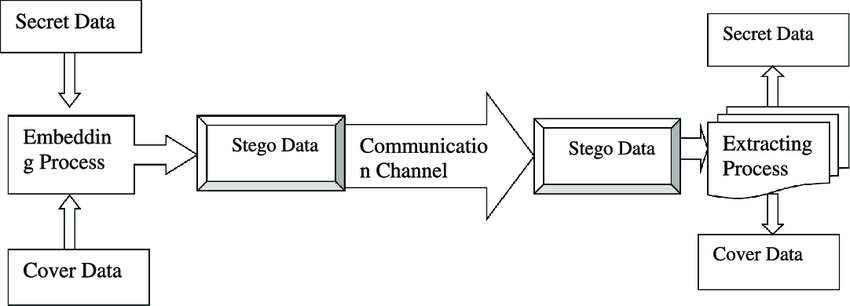 Secret Data
Embeddin
g Process
Cover Data
Stego Data
Communicatio
n Channel
Stego Data
Secret Data
Extracting
Process
Cover Data